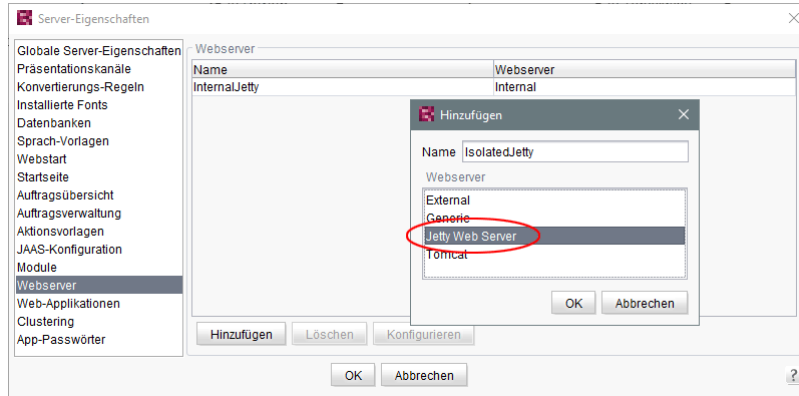 Server-Eigenschaften
Globale Server-Eigenschaften
Präsentationskanäle
Konvertierungs-Regeln
Installierte Fonts
Datenbanken
Sprach-Vorlagen
Webstart
Startseite
Auftragsübersicht
Auftragsverwaltung
Aktionsvorlagen
JAAS-Konfiguration
Module
Webserver
Web-Applikationen
Clustering
App-Passwörter
Webserver
Name Webserver
InternalJetty Internal
Hinzufügen
Name IsolatedJetty
Webserver
External
Generic
Jetty Web Server
Tomcat
OK Abbrechen
Hinzufügen Löschen Konfigurieren
OK Abbrechen ?